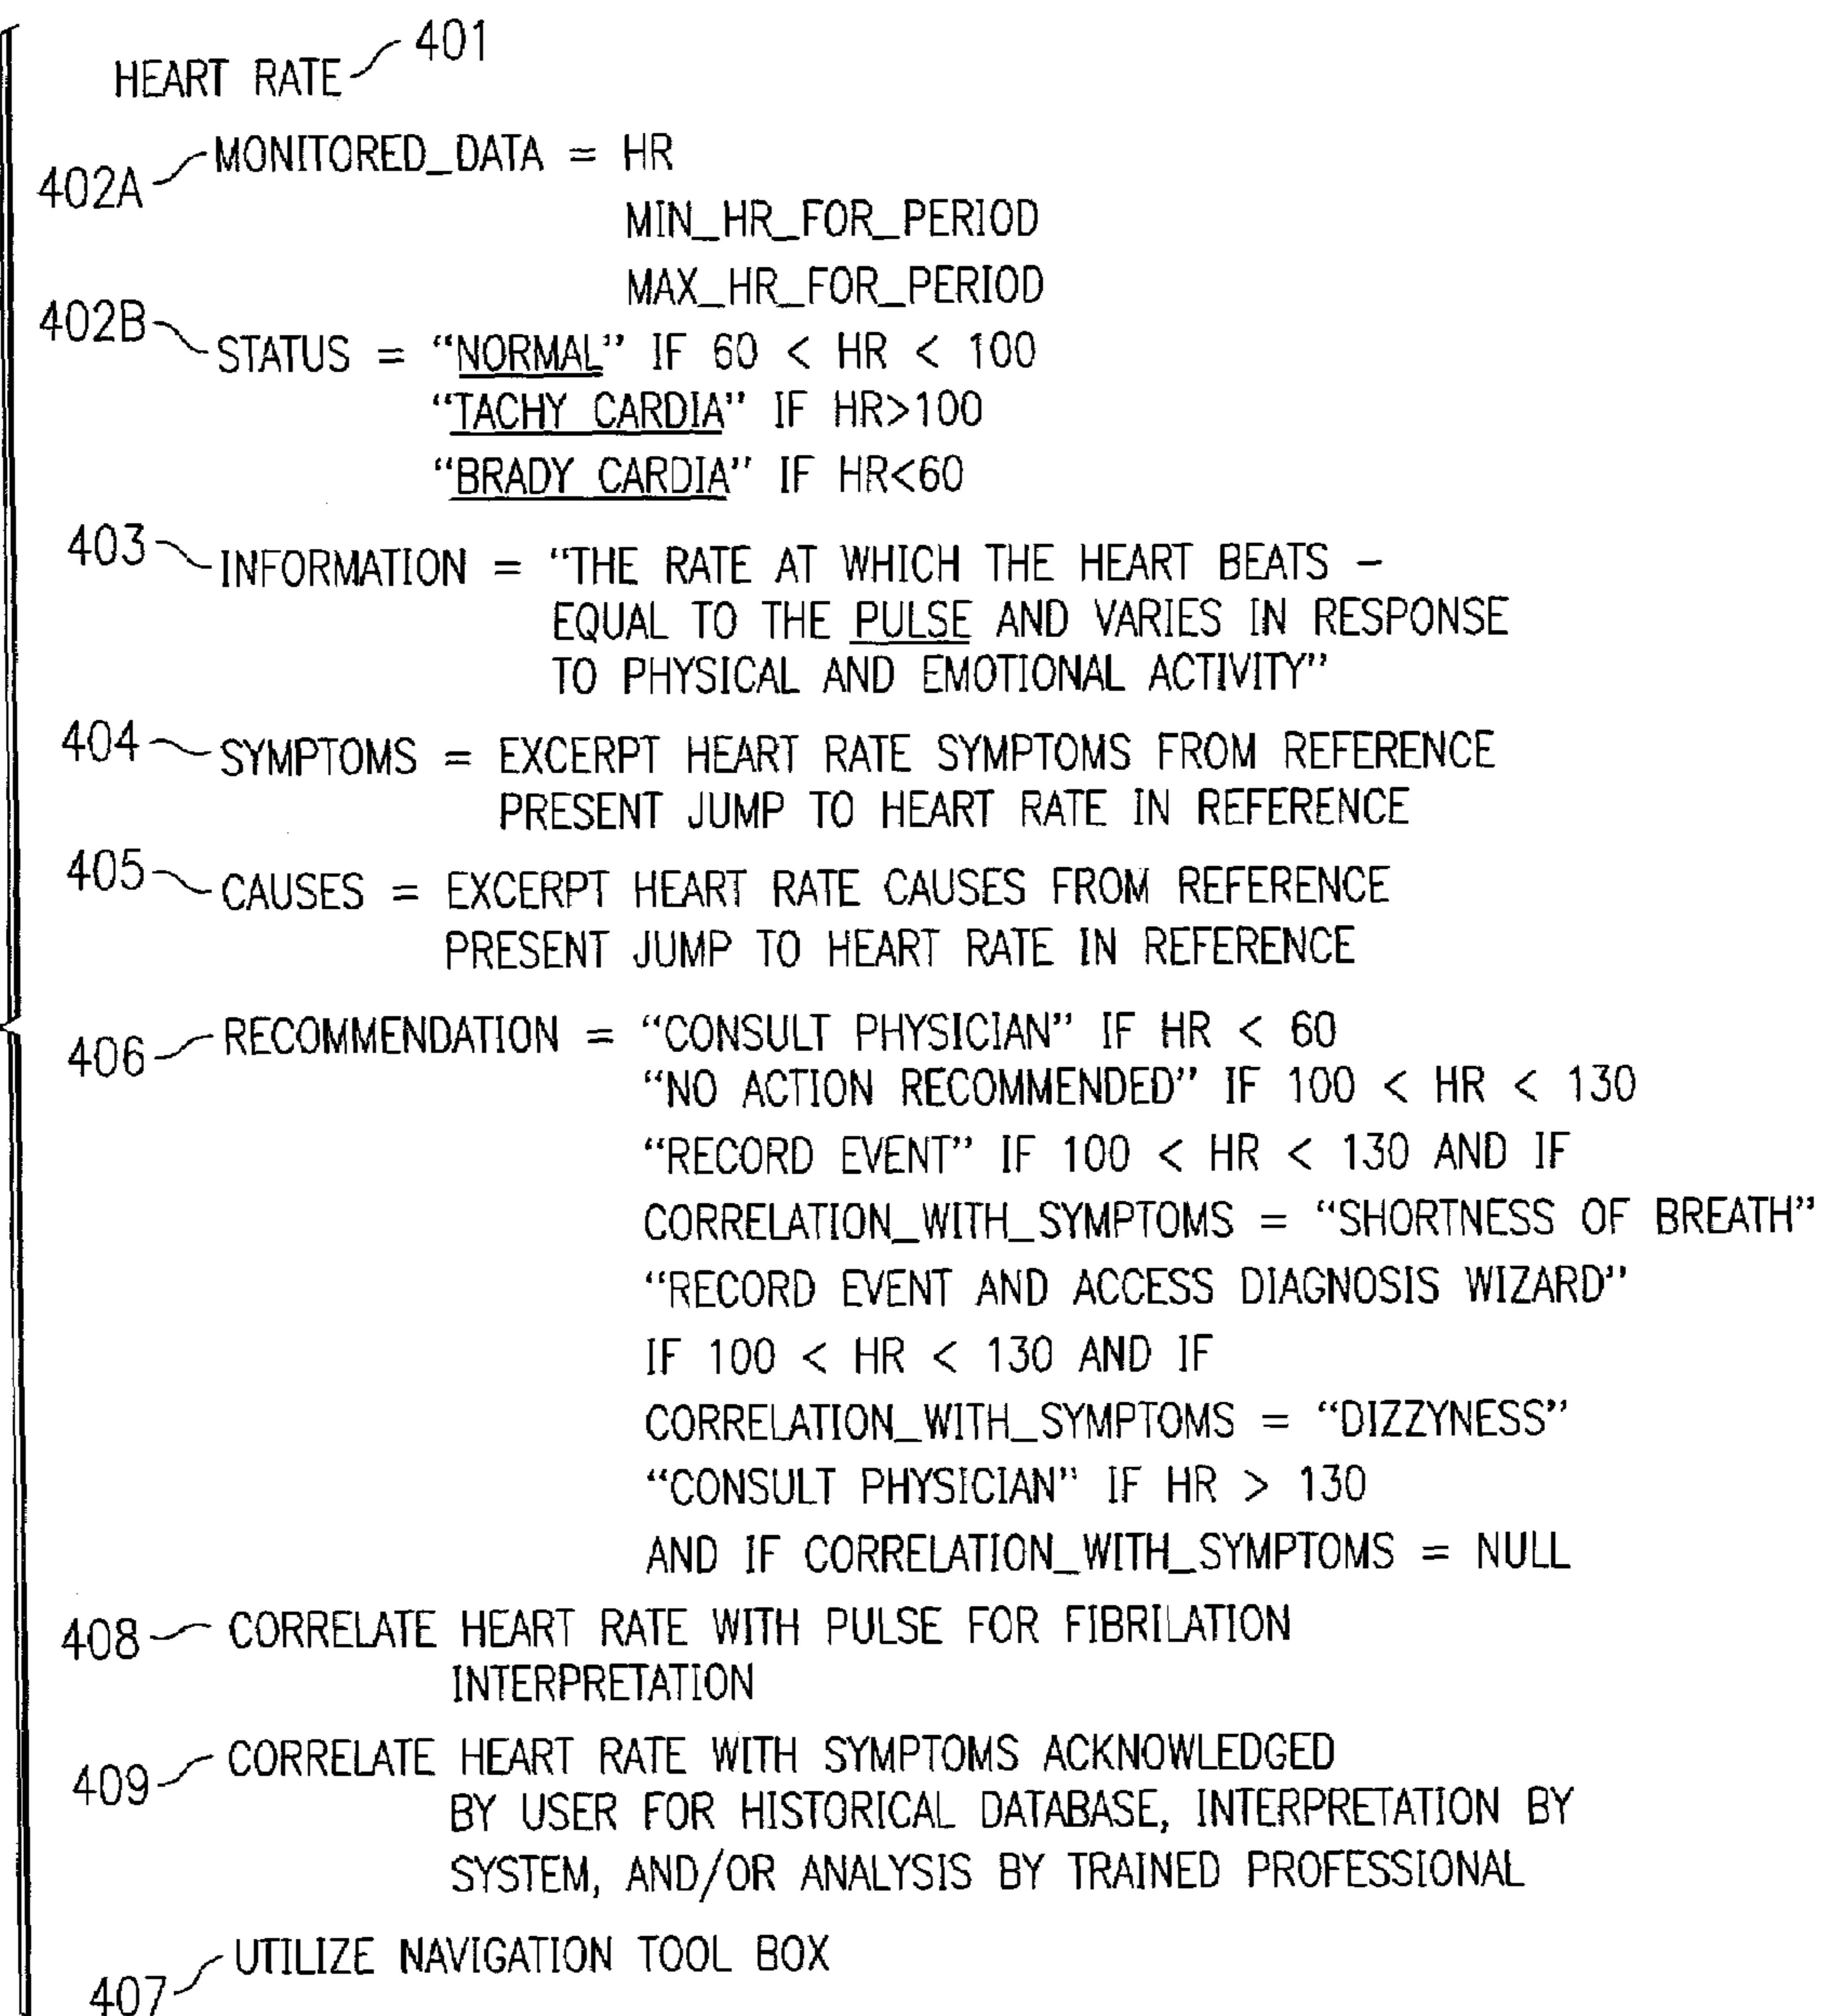 HEART RATE 401
402A MONITORED_DATA = HR
MIN_HR_FOR_PERIOD
MAX_HR_FOR_PERIOD
402B STATUS = “NORMAL” IF 60 < HR < 100
“TACHY CARDIA” IF HR>100
“BRADY CARDIA” IF HR<60
403 INFORMATION = “THE RATE AT WHICH THE HEART BEATS –
EQUAL TO THE PULSE AND VARIES IN RESPONSE
TO PHYSICAL AND EMOTIONAL ACTIVITY”
404 SYMPTOMS = EXCERPT HEART RATE SYMPTOMS FROM REFERENCE
PRESENT JUMP TO HEART RATE IN REFERENCE
405 CAUSES = EXCERPT HEART RATE CAUSES FROM REFERENCE
PRESENT JUMP TO HEART RATE IN REFERENCE
406 RECOMMENDATION = “CONSULT PHYSICIAN” IF HR < 60
“NO ACTION RECOMMENDED” IF 100 < HR < 130
“RECORD EVENT” IF 100 < HR < 130 AND IF
CORRELATION_WITH_SYMPTOMS = “SHORTNESS OF BREATH”
“RECORD EVENT AND ACCESS DIAGNOSIS WIZARD”
IF 100 < HR < 130 AND IF
CORRELATION_WITH_SYMPTOMS = “DIZZYNESS”
“CONSULT PHYSICIAN” IF HR > 130
AND IF CORRELATION_WITH_SYMPTOMS = NULL
408 CORRELATE HEART RATE WITH PULSE FOR FIBRILATION
INTERPRETATION
409 CORRELATE HEART RATE WITH SYMPTOMS ACKNOWLEDGED
BY USER FOR HISTORICAL DATABASE, INTERPRETATION BY
SYSTEM, AND/OR ANALYSIS BY TRAINED PROFESSIONAL
407 UTILIZE NAVIGATION TOOL BOX